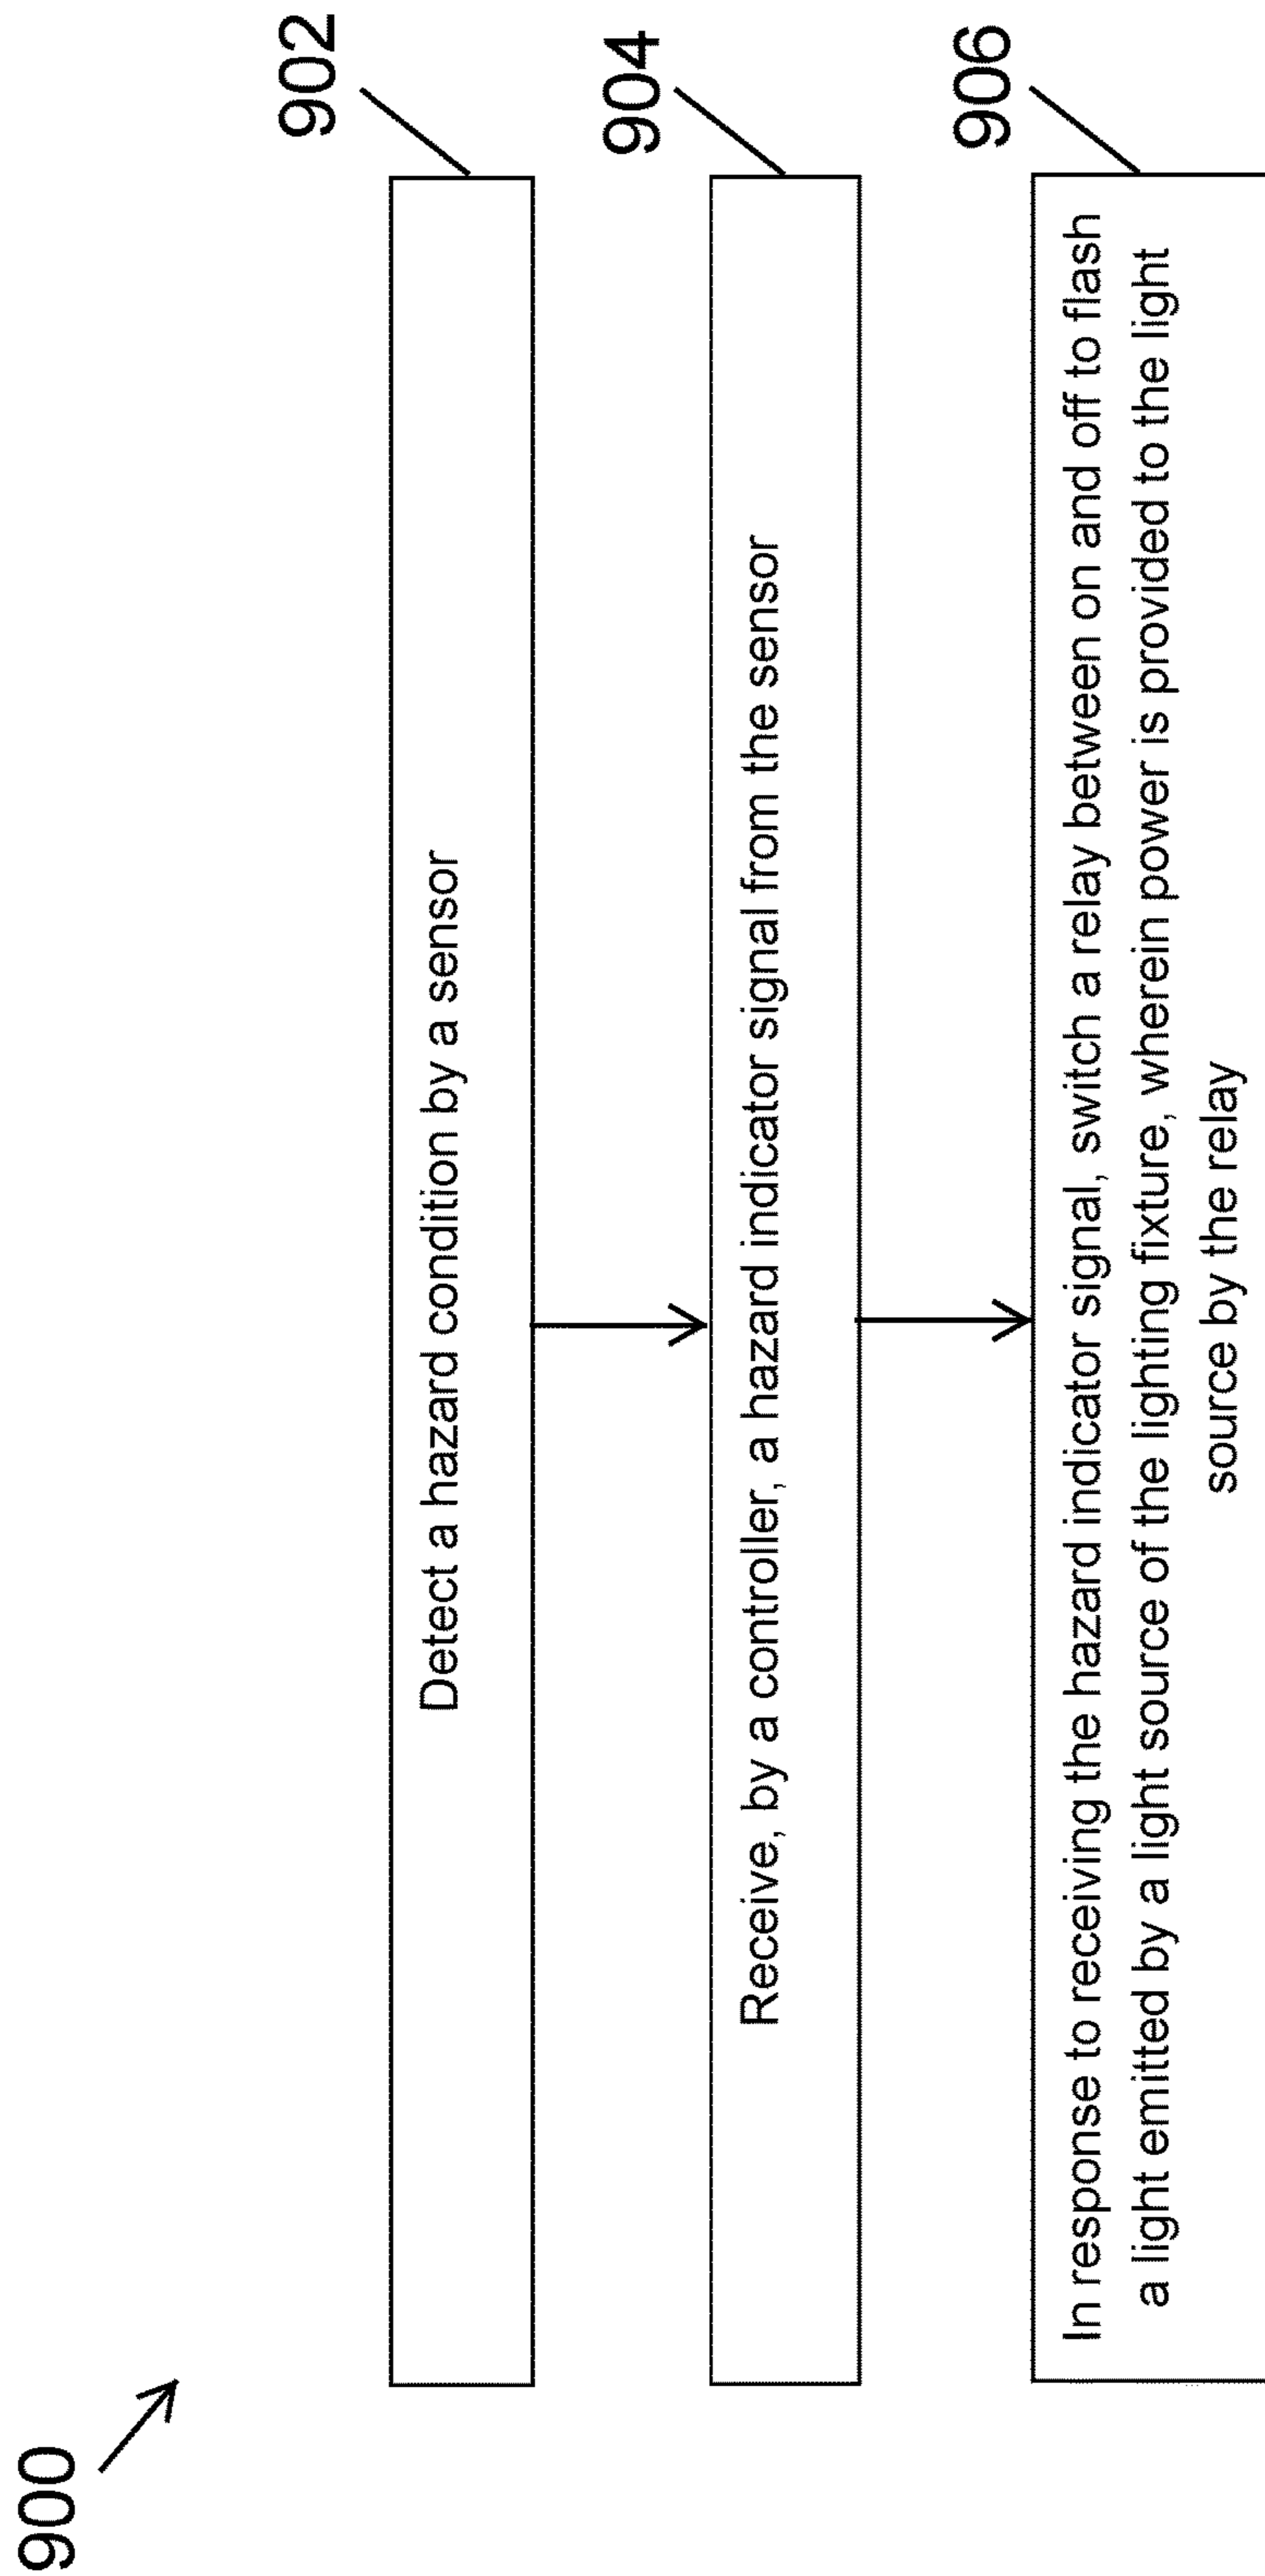 900
902
Detect a hazard condition by a sensor
904
Receive, by a controller, a hazard indicator signal from the sensor
906
In response to receiving the hazard indicator signal, switch a relay between on and off to flash
a light emitted by a light source of the lighting fixture, wherein power is provided to the light
source by the relay